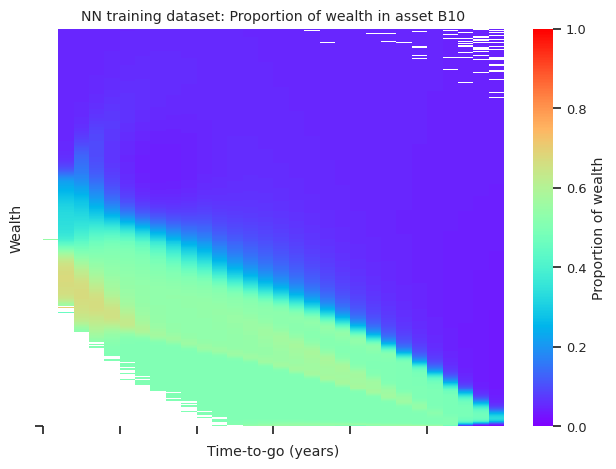 NN training dataset: Proportion of wealth in asset B10
Wealth
Time-to-go (years)
1.0
0.8
0.6
0.4
0.2
0.0
Proportion of wealth